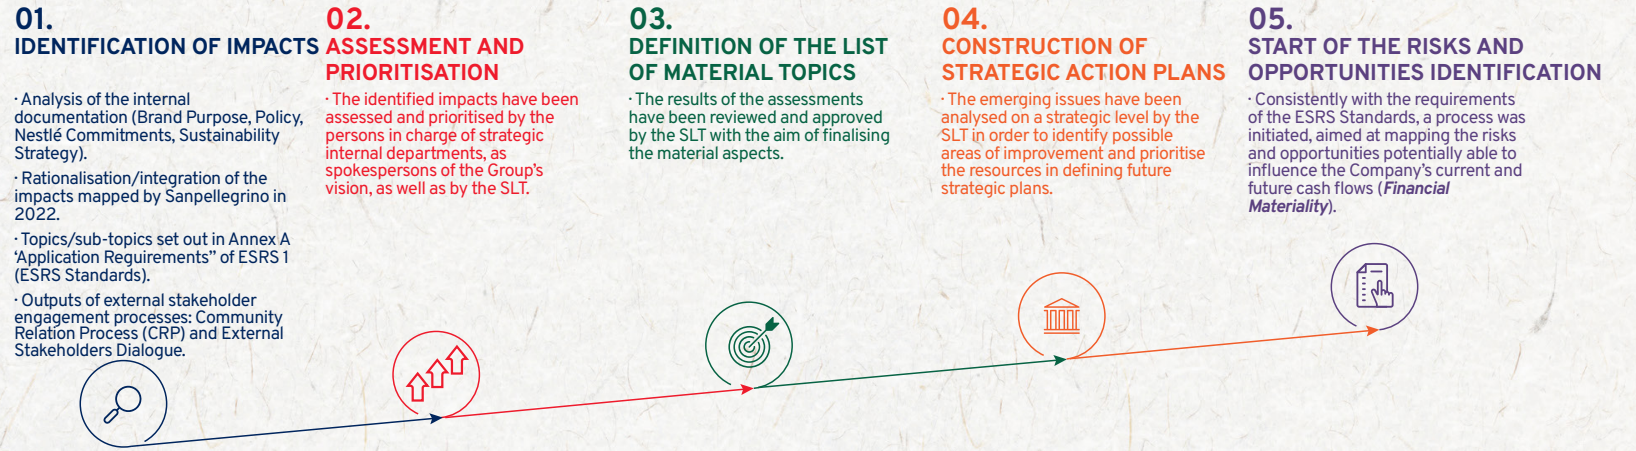 01.
IDENTIFICATION OF IMPACTS
· Analysis of the internal
documentation (Brand Purpose, Policy,
Nestlé Commitments, Sustainability
Strategy).
· Rationalisation/integration of the
impacts mapped by Sanpellegrino in
2022.
· Topics/sub-topics set out in Annex A
‘Application Requirements” of ESRS 1
(ESRS Standards).
· Outputs of external stakeholder
engagement processes: Community
Relation Process (CRP) and External
Stakeholders Dialogue.
02.
ASSESSMENT AND
PRIORITISATION
· The identified impacts have been
assessed and prioritised by the
persons in charge of strategic
internal departments, as
spokespersons of the Group’s
vision, as well as by the SLT.
03.
DEFINITION OF THE LIST
OF MATERIAL TOPICS
· The results of the assessments
have been reviewed and approved
by the SLT with the aim of finalising
the material aspects.
04.
CONSTRUCTION OF
STRATEGIC ACTION PLANS
· The emerging issues have been
analysed on a strategic level by the
SLT in order to identify possible
areas of improvement and prioritise
the resources in defining future
strategic plans.
05.
START OF THE RISKS AND
OPPORTUNITIES IDENTIFICATION
· Consistently with the requirements
of the ESRS Standards, a process was
initiated, aimed at mapping the risks
and opportunities potentially able to
influence the Company’s current and
future cash flows (Financial
Materiality).